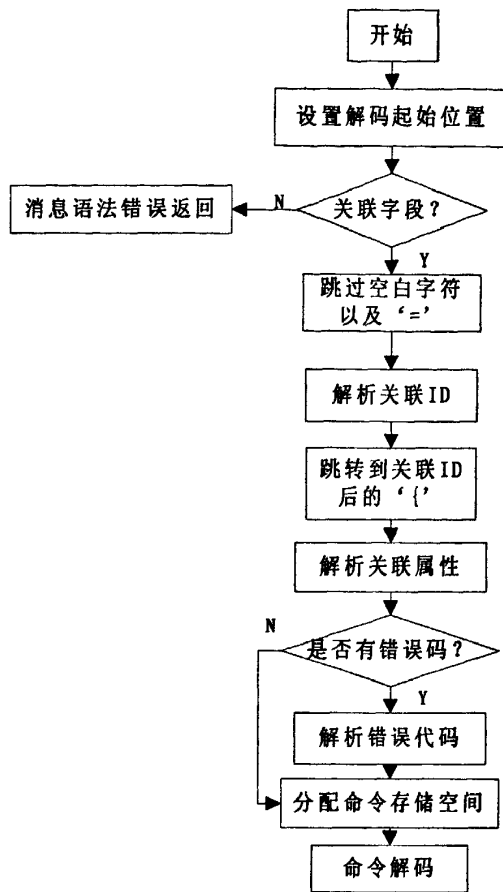 开始
设置解码起始位置
关联字段？
N
消息语法错误返回
Y
跳过空白字符
以及‘=’
解析关联ID
跳转到关联ID
后的‘{’
解析关联属性
N
是否有错误码？
Y
解析错误代码
分配命令存储空间
命令解码